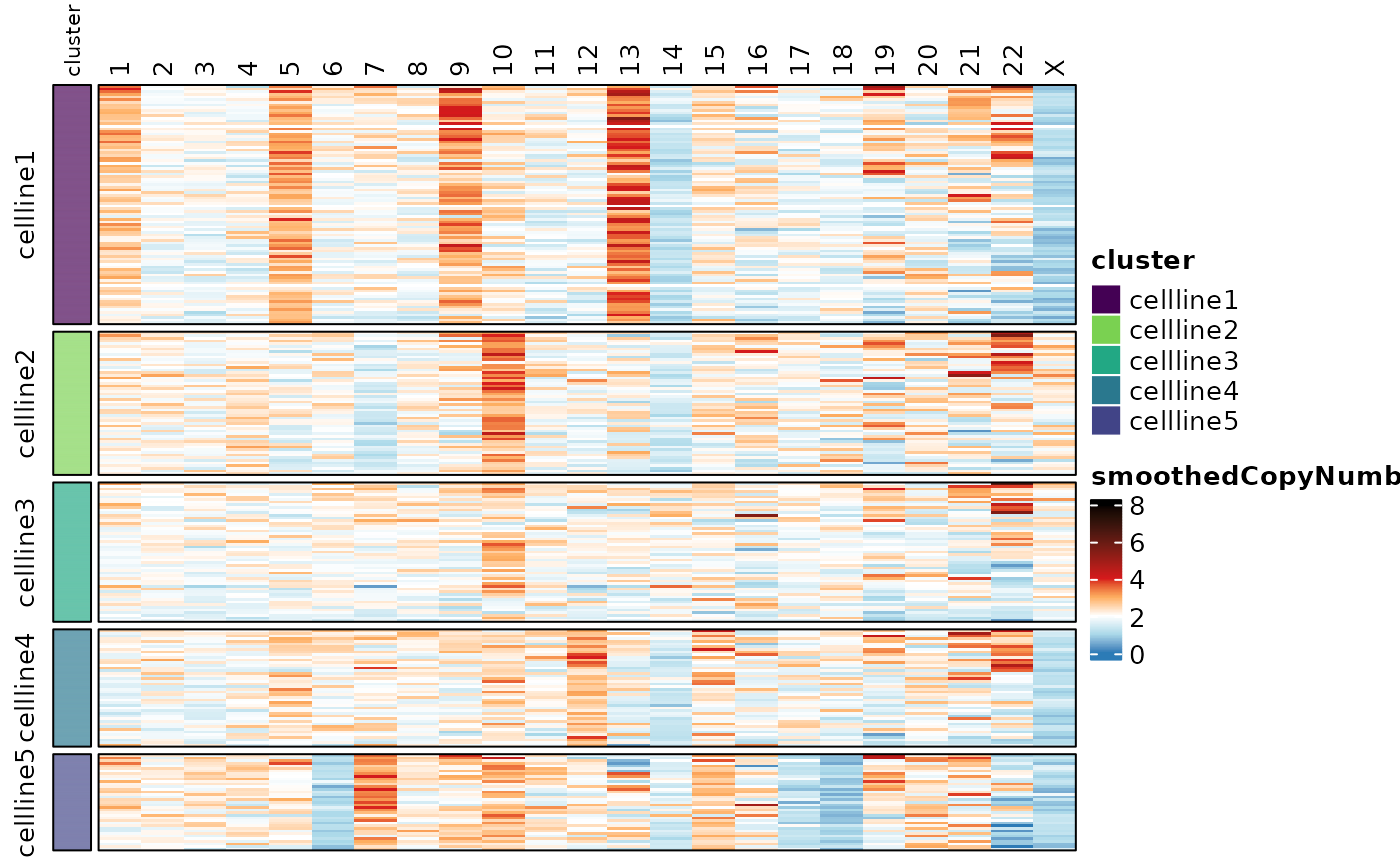 cluster 1 2 3 4 5 6 7 8 9 10 11 12 13 14 15 16 17 18 19 20 21 22 X
cellline1
cellline2
cellline3
cellline4
cellline5
cluster
cellline1
cellline2
cellline3
cellline4
cellline5
smoothedCopyNumb
8
6
4
2
0